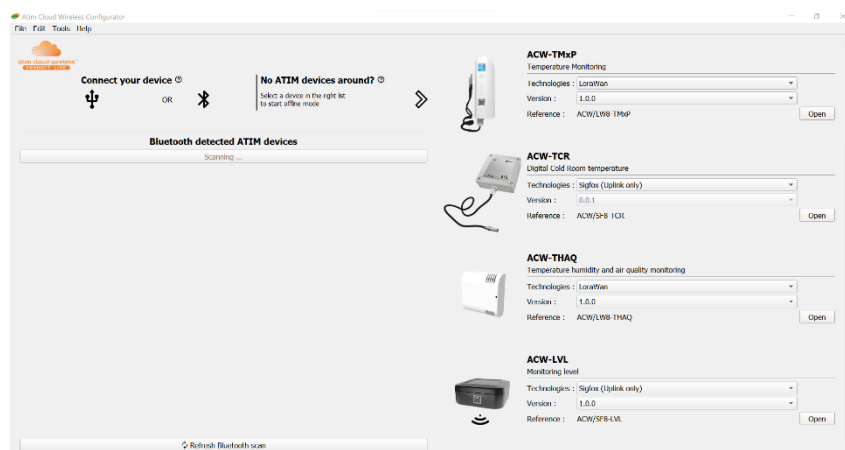 Atim Cloud Wireless Configurator
File Edit Tools Help
atim cloud wireless
PRODUCT LINE
Connect your device
OR
No ATIM devices around?
Select a device in the right list
to start offline mode
Bluetooth detected ATIM devices
Scanning ...
Refresh Bluetooth scan
ACW-TMxP
Temperature Monitoring
Technologies : LoraWan
Version : 1.0.0
Reference : ACW/LW8-TMxP Open
ACW-TCR
Digital Cold Room temperature
Technologies : Sigfox (Uplink only)
Version : 0.0.1
Reference : ACW/SF8-TCR Open
ACW-THAQ
Temperature humidity and air quality monitoring
Technologies : LoraWan
Version : 1.0.0
Reference : ACW/LW8-THAQ Open
ACW-LVL
Monitoring level
Technologies : Sigfox (Uplink only)
Version : 1.0.0
Reference : ACW/SF8-LVL Open